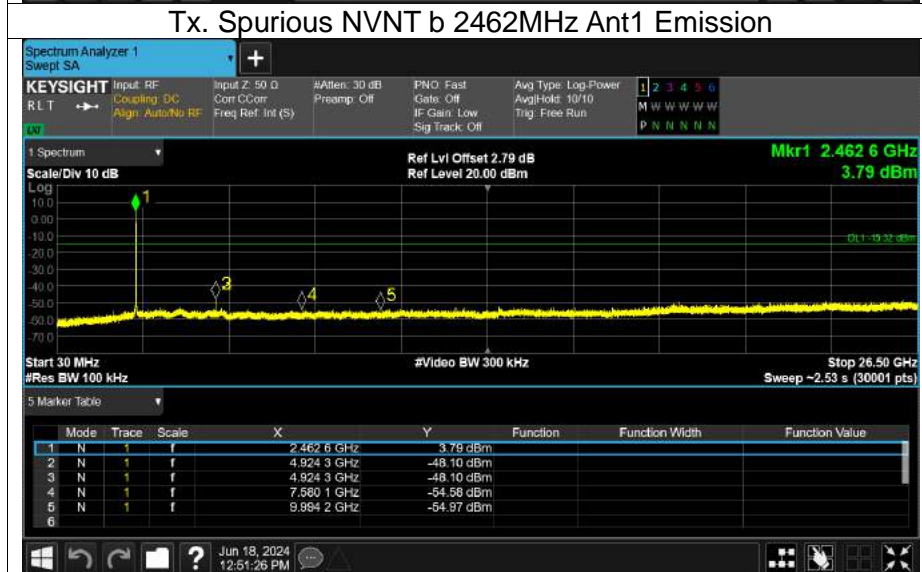 Tx. Spurious NVNT b 2462MHz Ant1 Emission
Spectrum Analyzer 1
Swept SA
+
KEYSIGHT Input: RF Input Z: 50 Ω #Atten: 30 dB PNO: Fast Avg Type: Log-Power 1 2 3 4 5 6
RLT Coupling: DC Corr CCorr Preamp: Off Gate: Off Avg|Hold: 10/10 M W W W W W
Align: Auto/No RF Freq Ref: Int (S) IF Gain: Low Trig: Free Run
LXI Sig Track: Off P N N N N N
1 Spectrum Ref Lvl Offset 2.79 dB Mkr1 2.462 6 GHz
Scale/Div 10 dB Ref Level 20.00 dBm 3.79 dBm
Log
10.0
0.00
-10.0
-20.0
-30.0
-40.0
-50.0
-60.0
-70.0
1
DL1 -15.32 dBm
3
4
5
Start 30 MHz #Video BW 300 kHz Stop 26.50 GHz
#Res BW 100 kHz Sweep ~2.53 s (30001 pts)
5 Marker Table
Mode Trace Scale X Y Function Function Width Function Value
1 N 1 f 2.462 6 GHz 3.79 dBm
2 N 1 f 4.924 3 GHz -48.10 dBm
3 N 1 f 4.924 3 GHz -48.10 dBm
4 N 1 f 7.580 1 GHz -54.58 dBm
5 N 1 f 9.994 2 GHz -54.97 dBm
6
? Jun 18, 2024
12:51:26 PM